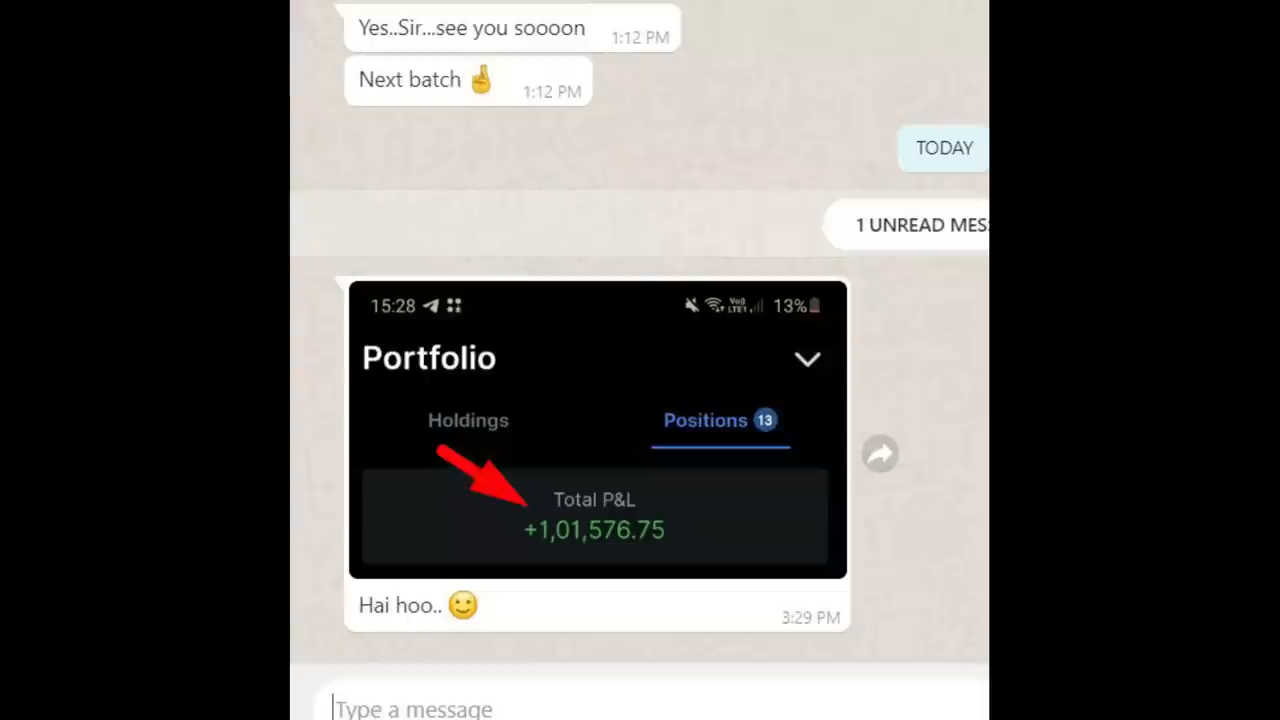 Yes..Sir...see you soooon 1:12 PM
Next batch 🤞 1:12 PM
TODAY
1 UNREAD MES
15:28 13%
Portfolio
Holdings Positions 13
Total P&L
+1,01,576.75
Hai hoo.. 🙂 3:29 PM
Type a message